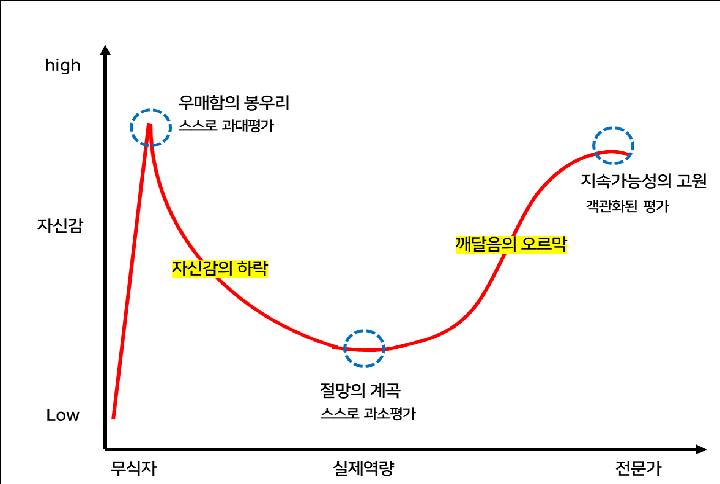 high
우매함의 봉우리
스스로 과대평가
지속가능성의 고원
객관화된 평가
자신감
깨달음의 오르막
자신감의 하락
절망의 계곡
스스로 과소평가
Low
무식자
실제역량
전문가